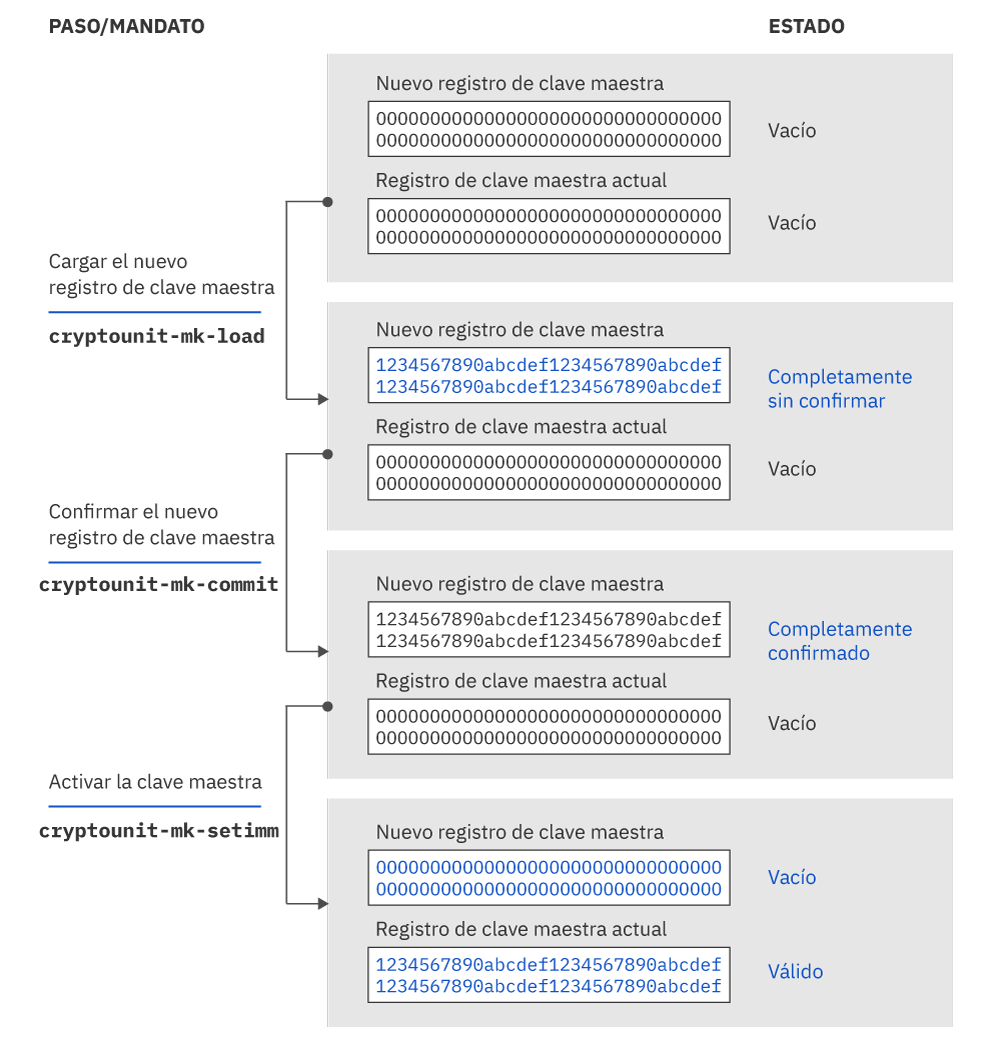 PASO/MANDATO
ESTADO
Nuevo registro de clave maestra
00000000000000000000000000000000
00000000000000000000000000000000
Vacío
Registro de clave maestra actual
00000000000000000000000000000000
00000000000000000000000000000000
Vacío
Cargar el nuevo
registro de clave maestra
cryptounit-mk-load
Nuevo registro de clave maestra
1234567890abcdef1234567890abcdef
1234567890abcdef1234567890abcdef
Completamente
sin confirmar
Registro de clave maestra actual
00000000000000000000000000000000
00000000000000000000000000000000
Vacío
Confirmar el nuevo
registro de clave maestra
cryptounit-mk-commit
Nuevo registro de clave maestra
1234567890abcdef1234567890abcdef
1234567890abcdef1234567890abcdef
Completamente
confirmado
Registro de clave maestra actual
00000000000000000000000000000000
00000000000000000000000000000000
Vacío
Activar la clave maestra
cryptounit-mk-setimm
Nuevo registro de clave maestra
00000000000000000000000000000000
00000000000000000000000000000000
Vacío
Registro de clave maestra actual
1234567890abcdef1234567890abcdef
1234567890abcdef1234567890abcdef
Válido